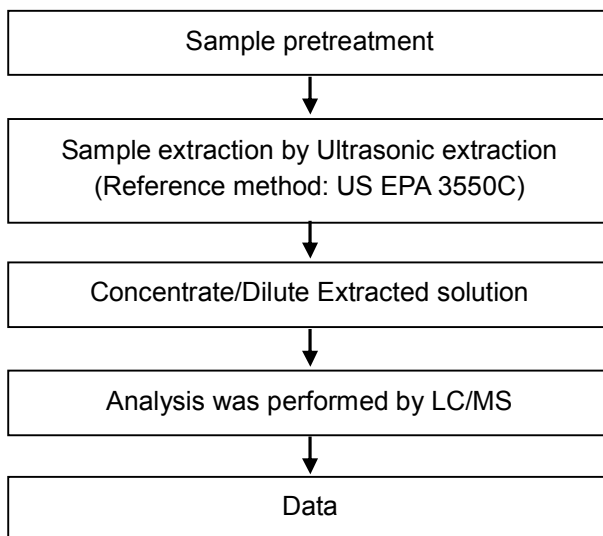 Sample pretreatment
Sample extraction by Ultrasonic extraction
(Reference method: US EPA 3550C)
Concentrate/Dilute Extracted solution
Analysis was performed by LC/MS
Data